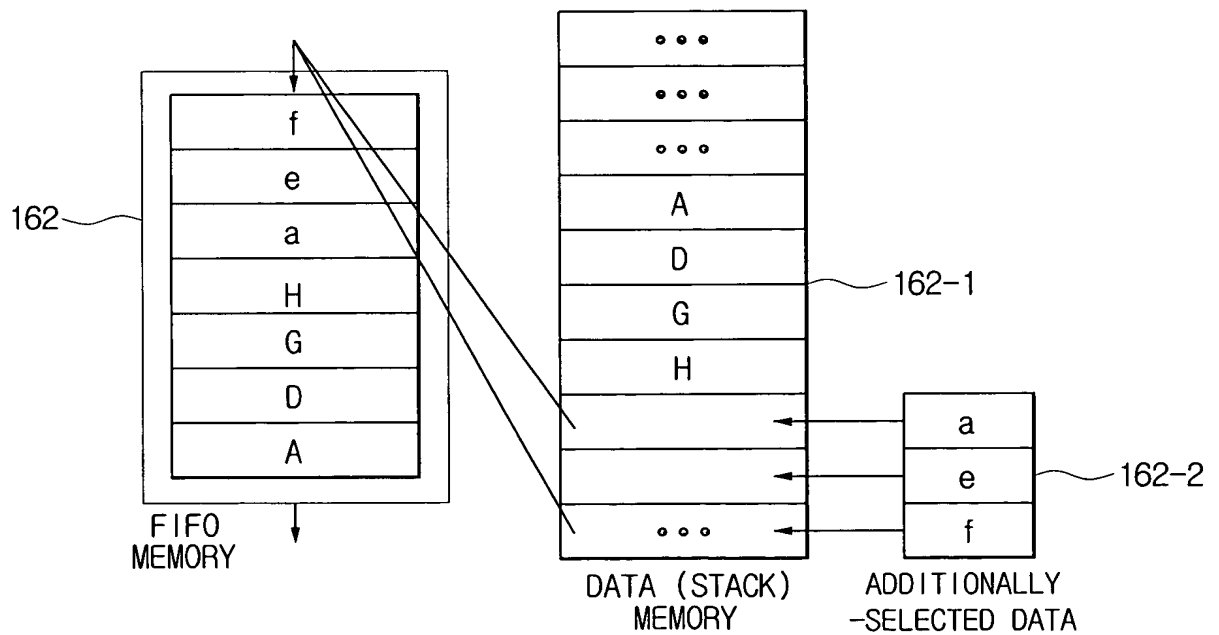 f
e
a
H
G
D
A
162
FIFO
MEMORY
A
D
G
H
162-1
DATA (STACK)
MEMORY
a
e
f
162-2
ADDITIONALLY
-SELECTED DATA